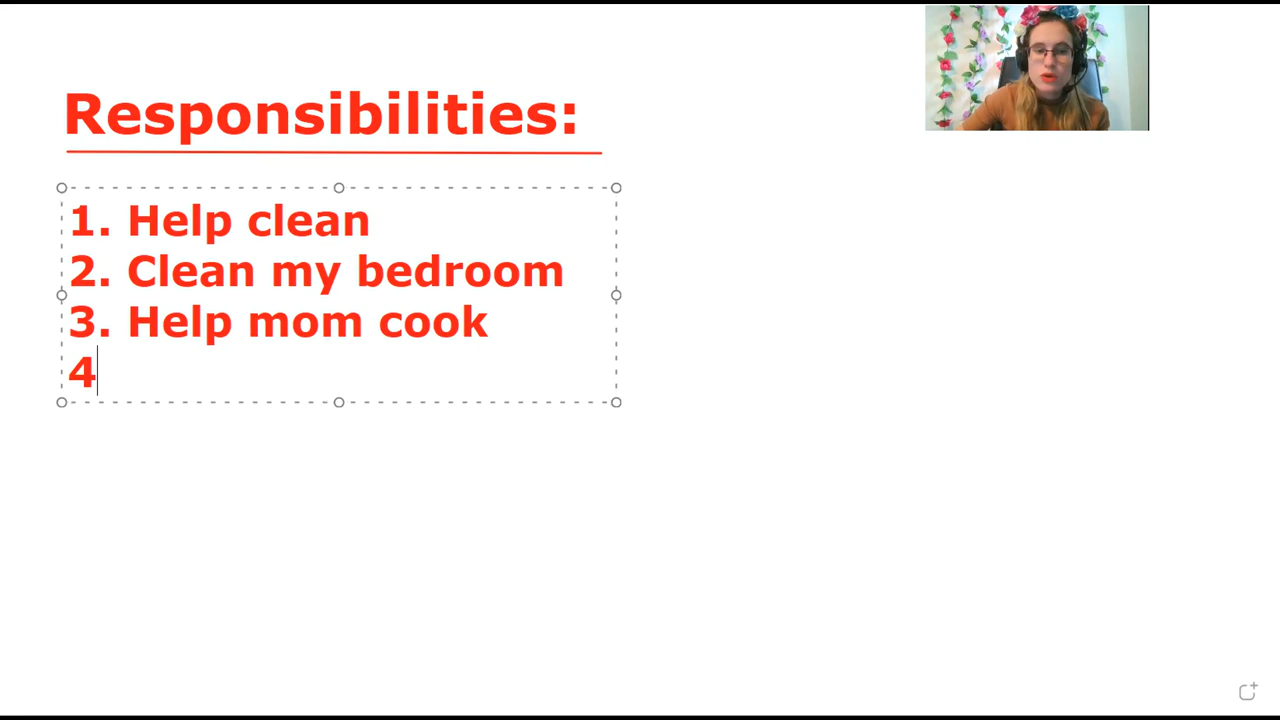 Responsibilities:
1. Help clean
2. Clean my bedroom
3. Help mom cook
4